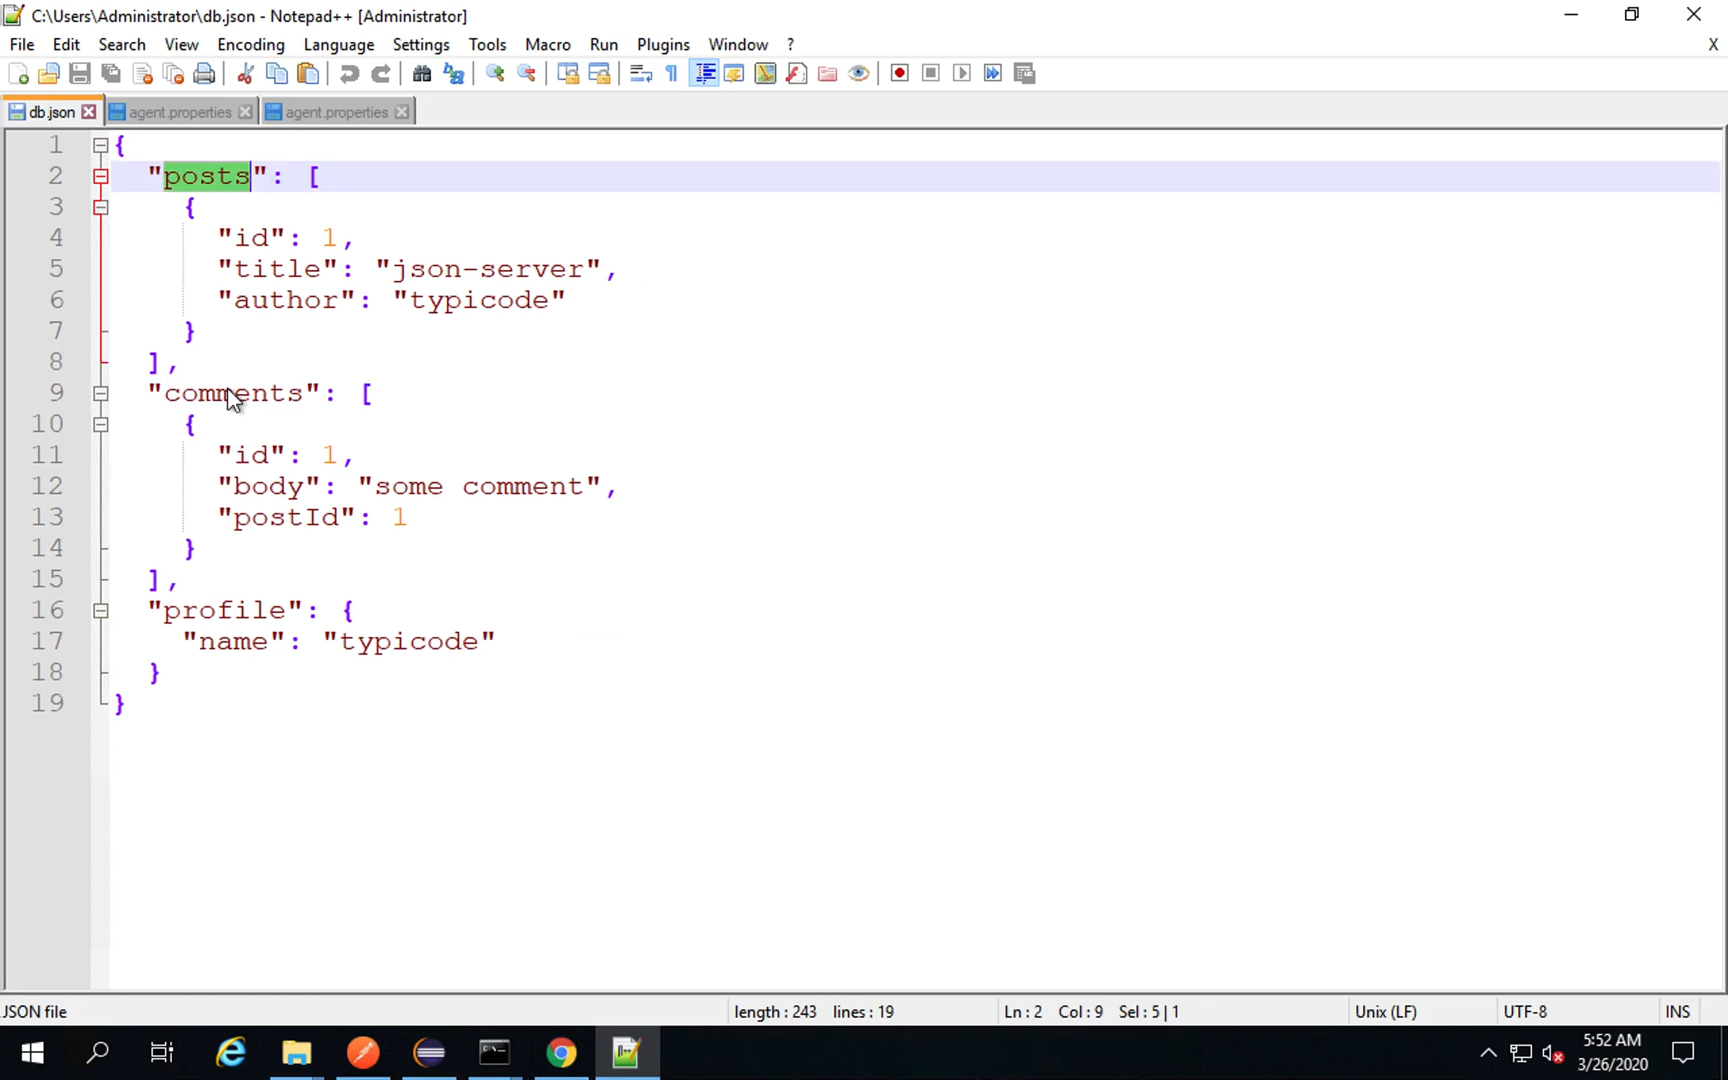 C:\Users\Administrator\db.json - Notepad++ [Administrator]
File Edit Search View Encoding Language Settings Tools Macro Run Plugins Window ? X
db.json agent.properties agent.properties
1 {
2 "posts": [
3 {
4 "id": 1,
5 "title": "json-server",
6 "author": "typicode"
7 }
8 ],
9 "comments": [
10 {
11 "id": 1,
12 "body": "some comment",
13 "postId": 1
14 }
15 ],
16 "profile": {
17 "name": "typicode"
18 }
19 }
JSON file length : 243 lines : 19 Ln : 2 Col : 9 Sel : 5 | 1 Unix (LF) UTF-8 INS
5:52 AM
3/26/2020